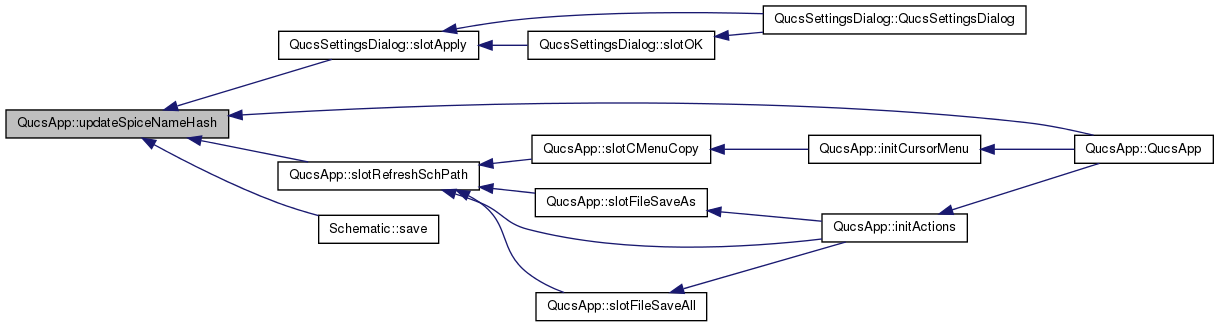 QucsSettingsDialog::QucsSettingsDialog
QucsSettingsDialog::slotApply
QucsSettingsDialog::slotOK
QucsApp::updateSpiceNameHash
QucsApp::slotCMenuCopy
QucsApp::initCursorMenu
QucsApp::QucsApp
QucsApp::slotRefreshSchPath
QucsApp::slotFileSaveAs
Schematic::save
QucsApp::initActions
QucsApp::slotFileSaveAll